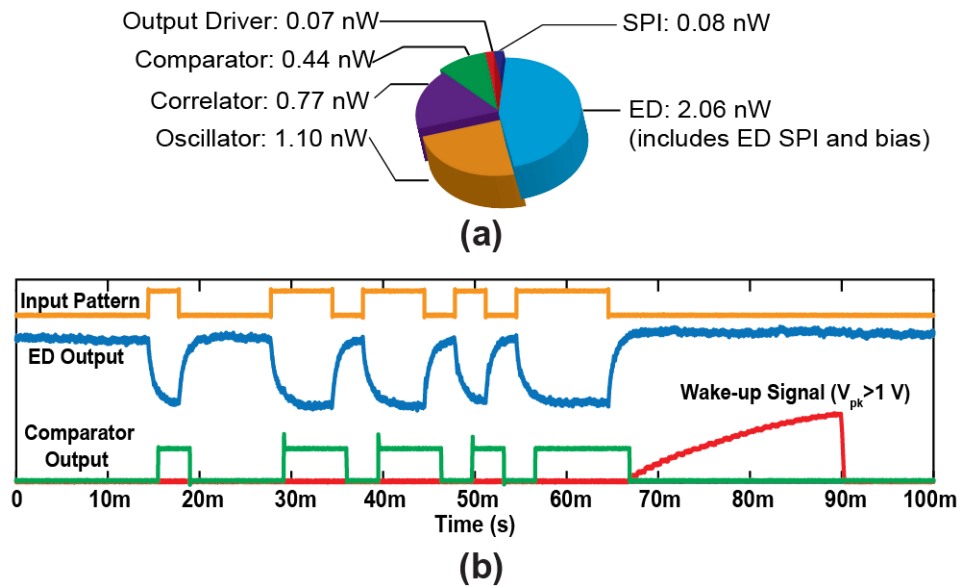 Output Driver: 0.07 nW
SPI: 0.08 nW
Comparator: 0.44 nW
Correlator: 0.77 nW
ED: 2.06 nW
(includes ED SPI and bias)
Oscillator: 1.10 nW
(a)
Input Pattern
ED Output
Wake-up Signal (Vpk>1 V)
Comparator
Output
0 10m 20m 30m 40m 50m 60m 70m 80m 90m 100m
Time (s)
(b)